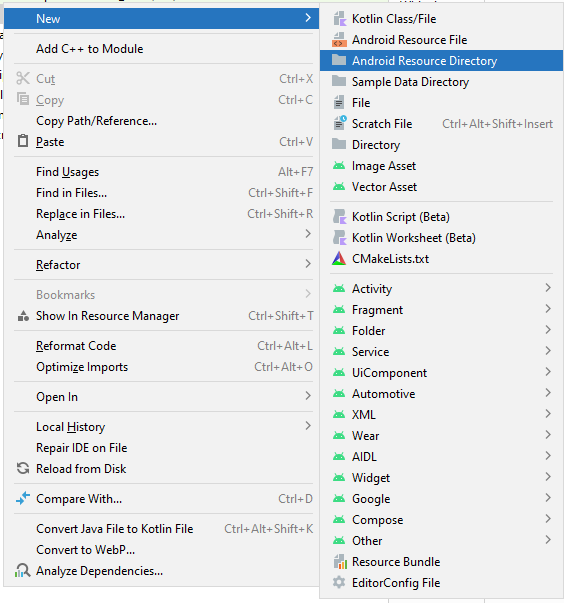 New
Add C++ to Module
Cut Ctrl+X
Copy Ctrl+C
Copy Path/Reference...
Paste Ctrl+V
Find Usages Alt+F7
Find in Files... Ctrl+Shift+F
Replace in Files... Ctrl+Shift+R
Analyze
Refactor
Bookmarks
Show In Resource Manager Ctrl+Shift+T
Reformat Code Ctrl+Alt+L
Optimize Imports Ctrl+Alt+O
Open In
Local History
Repair IDE on File
Reload from Disk
Compare With... Ctrl+D
Convert Java File to Kotlin File Ctrl+Alt+Shift+K
Convert to WebP...
Analyze Dependencies...
Kotlin Class/File
Android Resource File
Android Resource Directory
Sample Data Directory
File
Scratch File Ctrl+Alt+Shift+Insert
Directory
Image Asset
Vector Asset
Kotlin Script (Beta)
Kotlin Worksheet (Beta)
CMakeLists.txt
Activity
Fragment
Folder
Service
UiComponent
Automotive
XML
Wear
AIDL
Widget
Google
Compose
Other
Resource Bundle
EditorConfig File